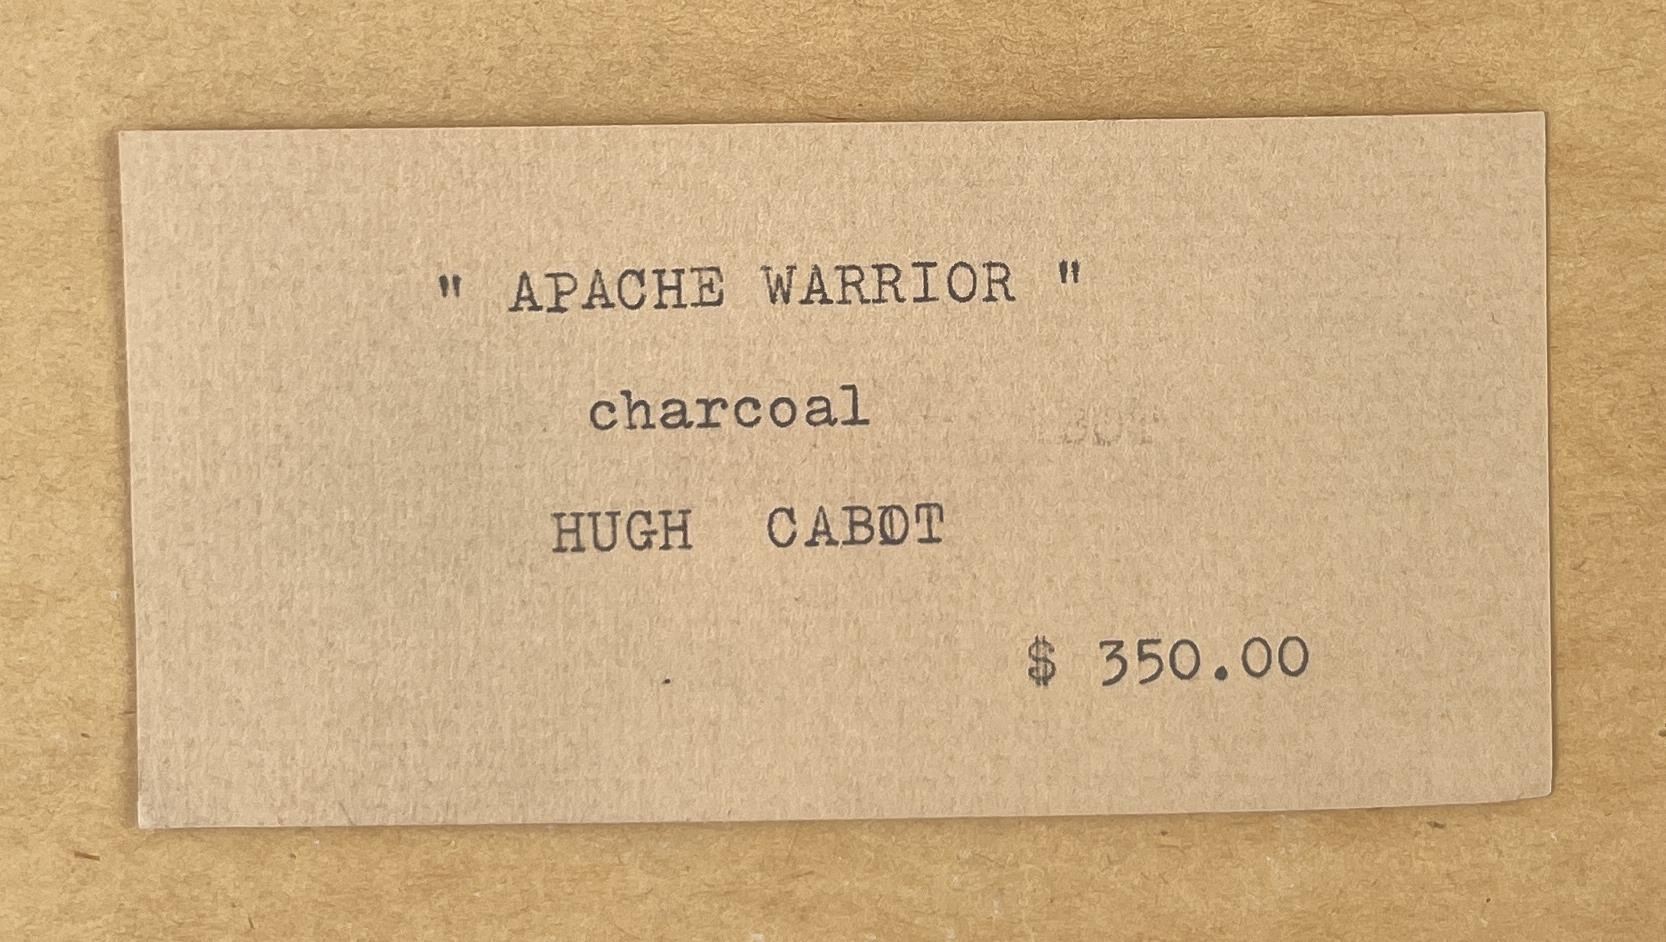 " APACHE WARRIOR "
charcoal
HUGH CABOT
$ 350.00